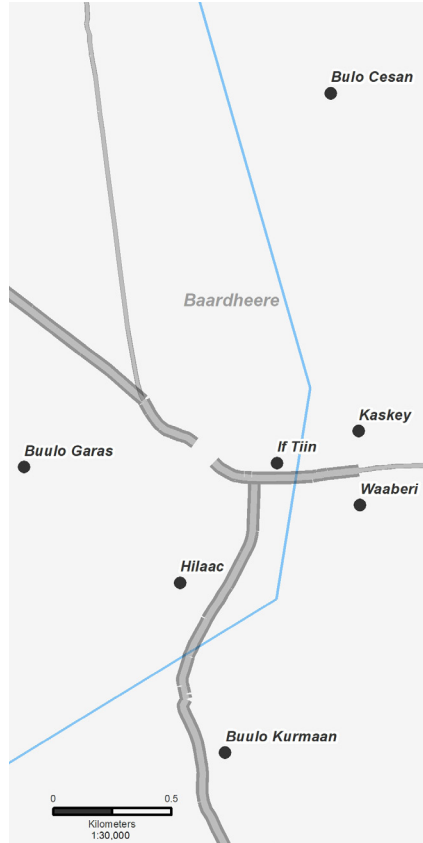 Bulo Cesan
Baardheere
Kaskey
If Tiin
Buulo Garas
Waaberi
Hilaac
Buulo Kurmaan
0 0.5
Kilometers
1:30,000